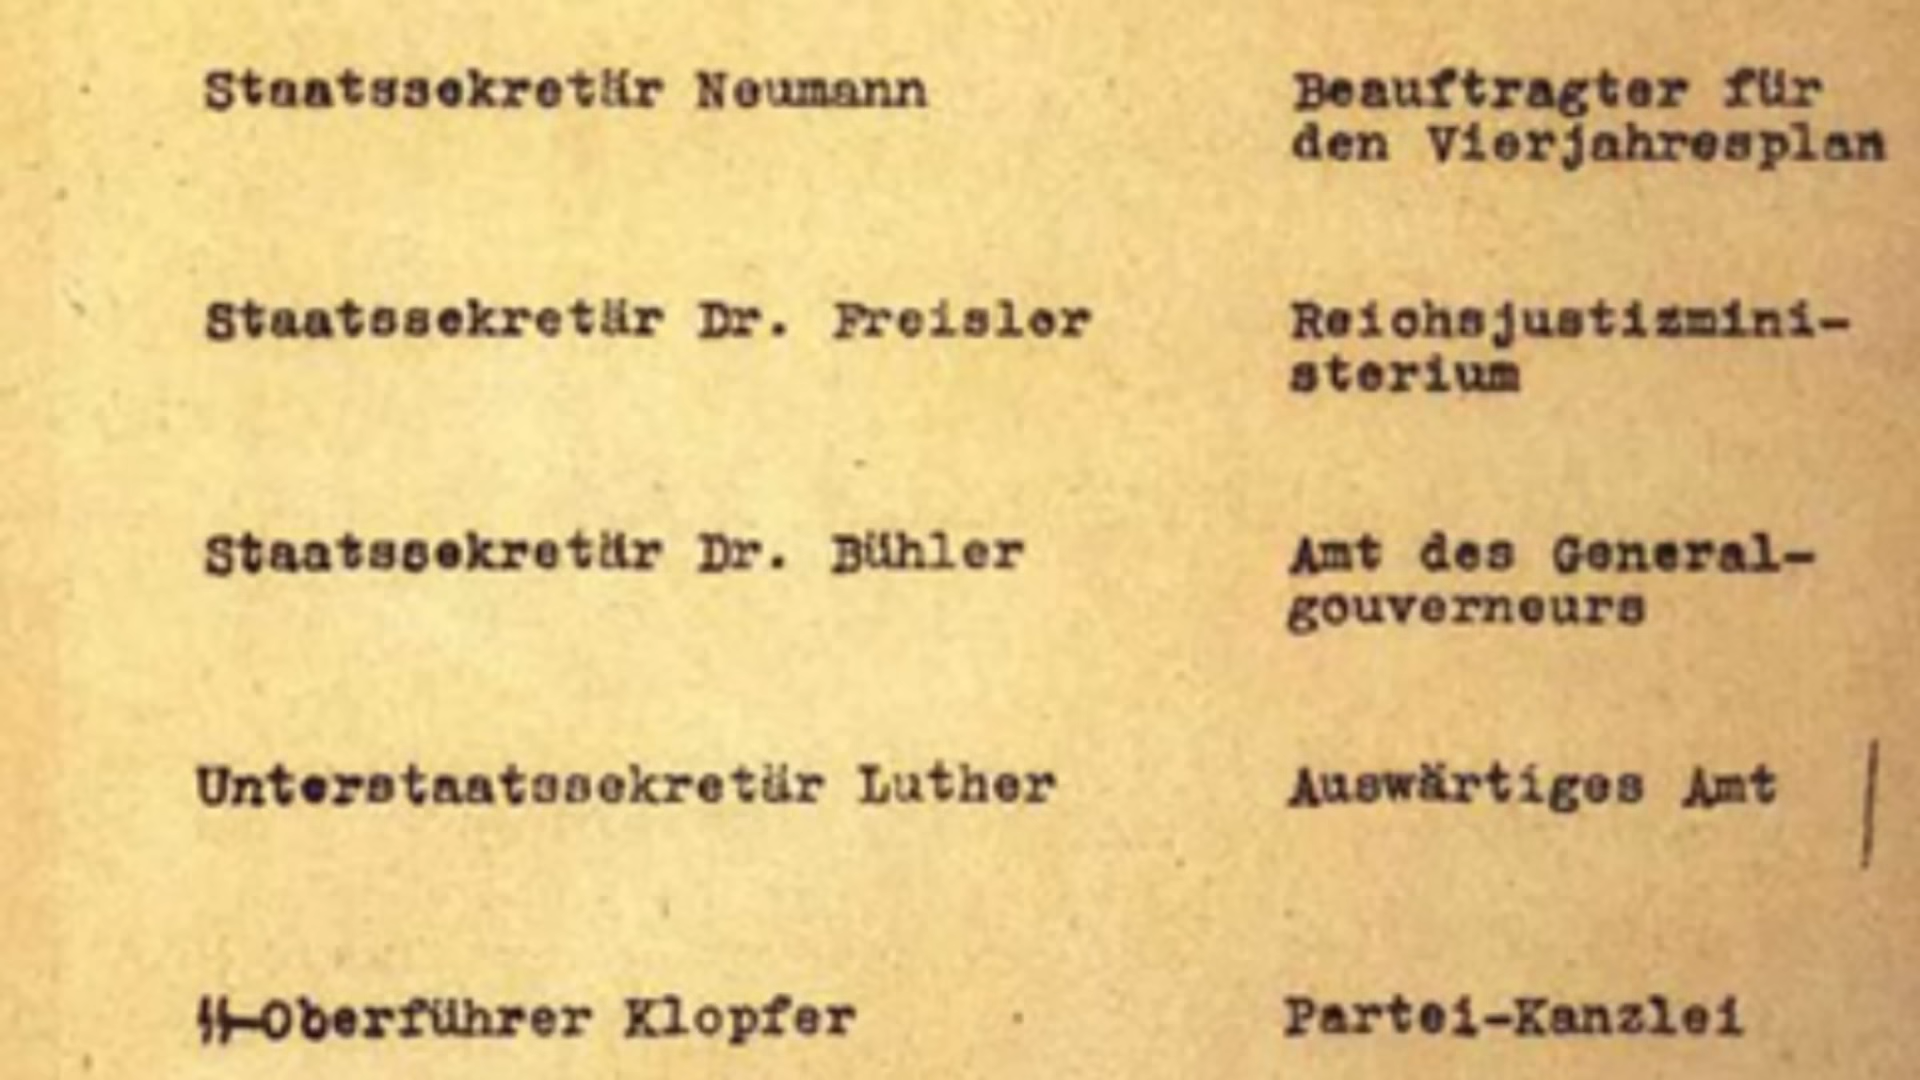 Staatssekretär Neumann Beauftragter für
den Vierjahresplan
Staatssekretär Dr. Freisler Reichsjustizmini-
sterium
Staatssekretär Dr. Bühler Amt des General-
gouverneurs
Unterstaatssekretär Luther Auswärtiges Amt
SS-Oberführer Klopfer Partei-Kanzlei